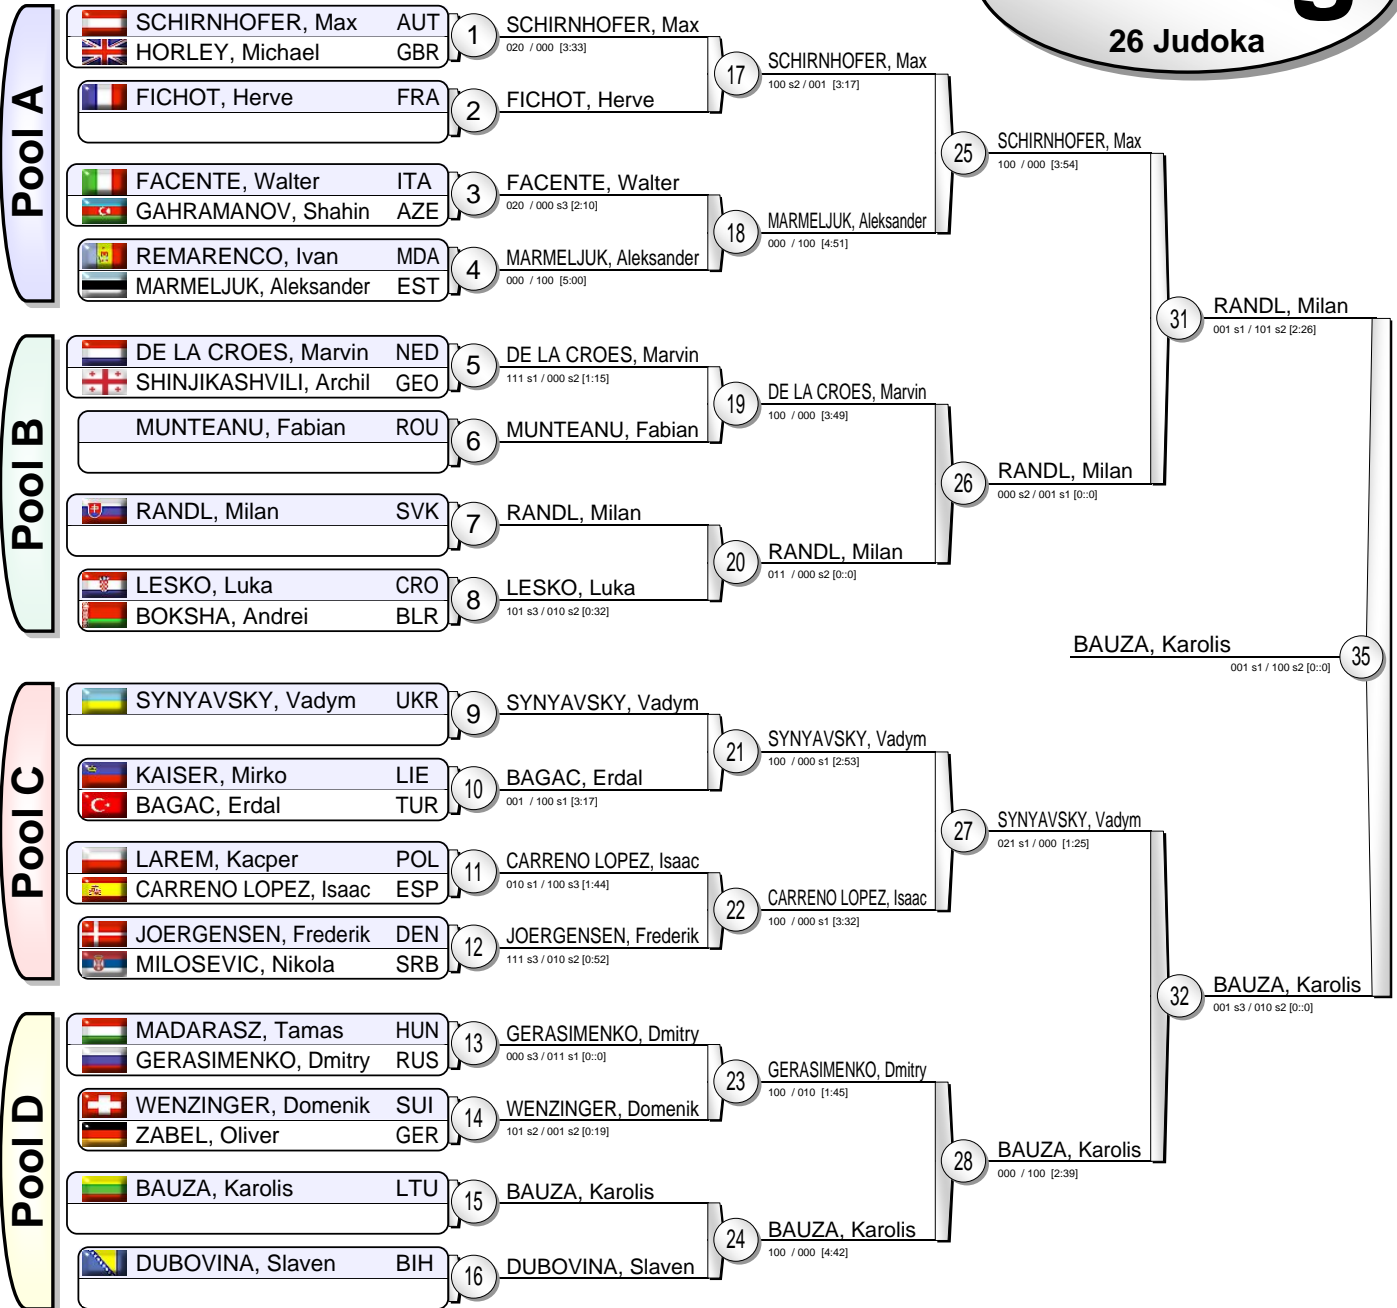 26 Judoka
Pool A
SCHIRNHOFER, Max AUT
HORLEY, Michael GBR
1
SCHIRNHOFER, Max
020 / 000 [3:33]
FICHOT, Herve FRA
2
FICHOT, Herve
17
SCHIRNHOFER, Max
100 s2 / 001 [3:17]
FACENTE, Walter ITA
GAHRAMANOV, Shahin AZE
3
FACENTE, Walter
020 / 000 s3 [2:10]
REMARENCO, Ivan MDA
MARMELJUK, Aleksander EST
4
MARMELJUK, Aleksander
000 / 100 [5:00]
18
MARMELJUK, Aleksander
000 / 100 [4:51]
25
SCHIRNHOFER, Max
100 / 000 [3:54]
Pool B
DE LA CROES, Marvin NED
SHINJIKASHVILI, Archil GEO
5
DE LA CROES, Marvin
111 s1 / 000 s2 [1:15]
MUNTEANU, Fabian ROU
6
MUNTEANU, Fabian
19
DE LA CROES, Marvin
100 / 000 [3:49]
RANDL, Milan SVK
7
RANDL, Milan
LESKO, Luka CRO
BOKSHA, Andrei BLR
8
LESKO, Luka
101 s3 / 010 s2 [0:32]
20
RANDL, Milan
011 / 000 s2 [0::0]
26
RANDL, Milan
000 s2 / 001 s1 [0::0]
31
RANDL, Milan
001 s1 / 101 s2 [2:26]
BAUZA, Karolis
001 s1 / 100 s2 [0::0]
35
Pool C
SYNYAVSKY, Vadym UKR
9
SYNYAVSKY, Vadym
KAISER, Mirko LIE
BAGAC, Erdal TUR
10
BAGAC, Erdal
001 / 100 s1 [3:17]
21
SYNYAVSKY, Vadym
100 / 000 s1 [2:53]
LAREM, Kacper POL
CARRENO LOPEZ, Isaac ESP
11
CARRENO LOPEZ, Isaac
010 s1 / 100 s3 [1:44]
JOERGENSEN, Frederik DEN
MILOSEVIC, Nikola SRB
12
JOERGENSEN, Frederik
111 s3 / 010 s2 [0:52]
22
CARRENO LOPEZ, Isaac
100 / 000 s1 [3:32]
27
SYNYAVSKY, Vadym
021 s1 / 000 [1:25]
Pool D
MADARASZ, Tamas HUN
GERASIMENKO, Dmitry RUS
13
GERASIMENKO, Dmitry
000 s3 / 011 s1 [0::0]
WENZINGER, Domenik SUI
ZABEL, Oliver GER
14
WENZINGER, Domenik
101 s2 / 001 s2 [0:19]
23
GERASIMENKO, Dmitry
100 / 010 [1:45]
BAUZA, Karolis LTU
15
BAUZA, Karolis
DUBOVINA, Slaven BIH
16
DUBOVINA, Slaven
24
BAUZA, Karolis
100 / 000 [4:42]
28
BAUZA, Karolis
000 / 100 [2:39]
32
BAUZA, Karolis
001 s3 / 010 s2 [0::0]